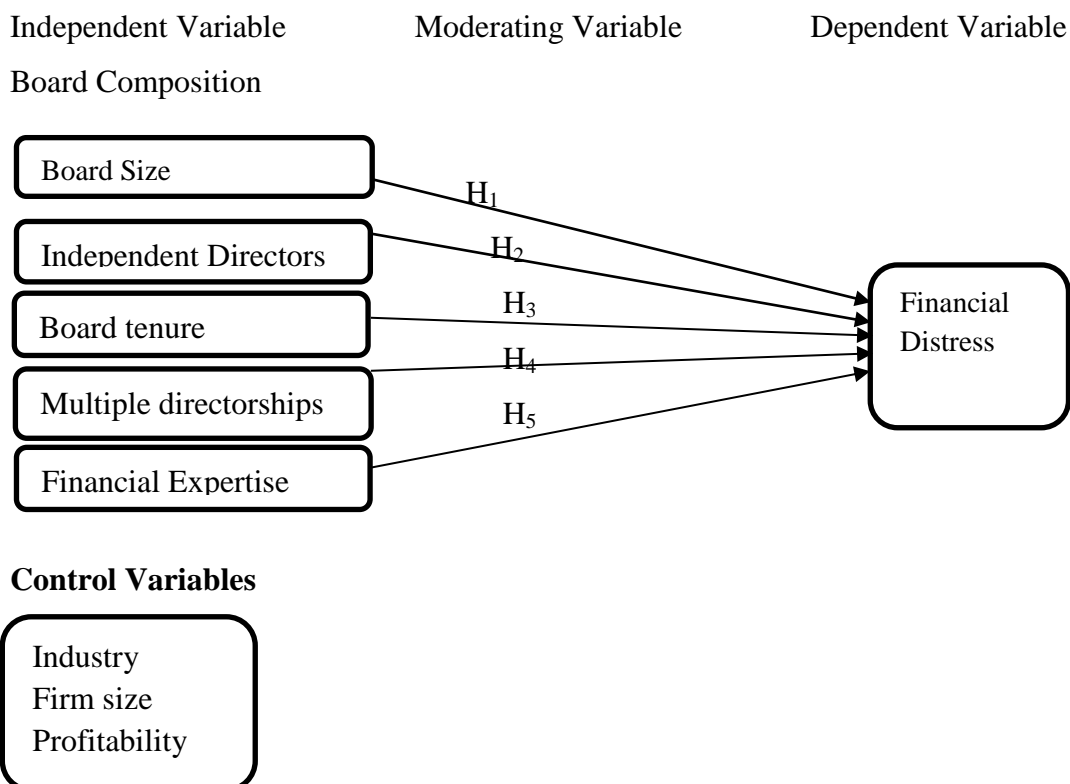 Independent Variable Moderating Variable Dependent Variable
Board Composition
Board Size
H₁
Independent Directors
H₂
Board tenure
H₃
Multiple directorships
H₄
Financial Expertise
H₅
Financial
Distress
Control Variables
Industry
Firm size
Profitability